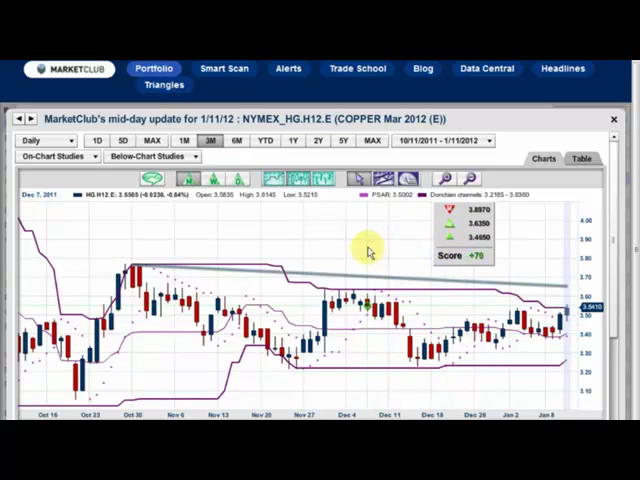 MARKETCLUB Portfolio Smart Scan Alerts Trade School Blog Data Central Headlines
Triangles
MarketClub's mid-day update for 1/11/12 : NYMEX_HG.H12.E (COPPER Mar 2012 (E))
Daily 1D 5D MAX 1M 3M 6M YTD 1Y 2Y 5Y MAX 10/11/2011 - 1/11/2012
On-Chart Studies Below-Chart Studies Charts Table
M W D
Dec 7, 2011 HG.H12.E: 3.5505 (-0.0230, -0.64%) Open: 3.5835 High: 3.6145 Low: 3.5215 PSAR: 3.5002 Donchian channels: 3.2185 - 3.6360
3.8970
3.6350
3.4650
Score +70
4.00
3.90
3.80
3.70
3.60
3.5410
3.50
3.40
3.30
3.20
3.10
Oct 16 Oct 23 Oct 30 Nov 6 Nov 13 Nov 20 Nov 27 Dec 4 Dec 11 Dec 18 Dec 26 Jan 2 Jan 8